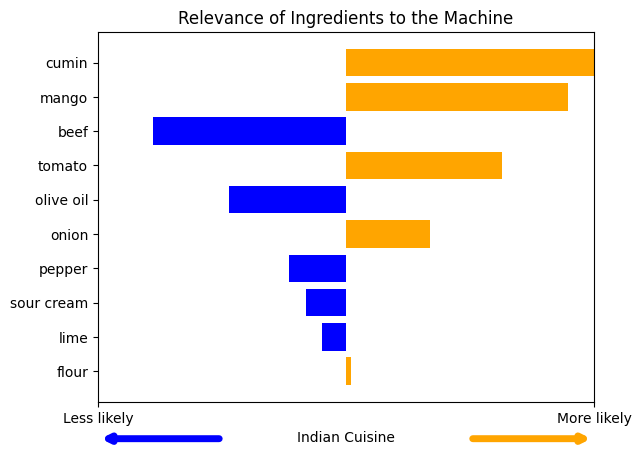 Relevance of Ingredients to the Machine
cumin
mango
beef
tomato
olive oil
onion
pepper
sour cream
lime
flour
Less likely
More likely
Indian Cuisine